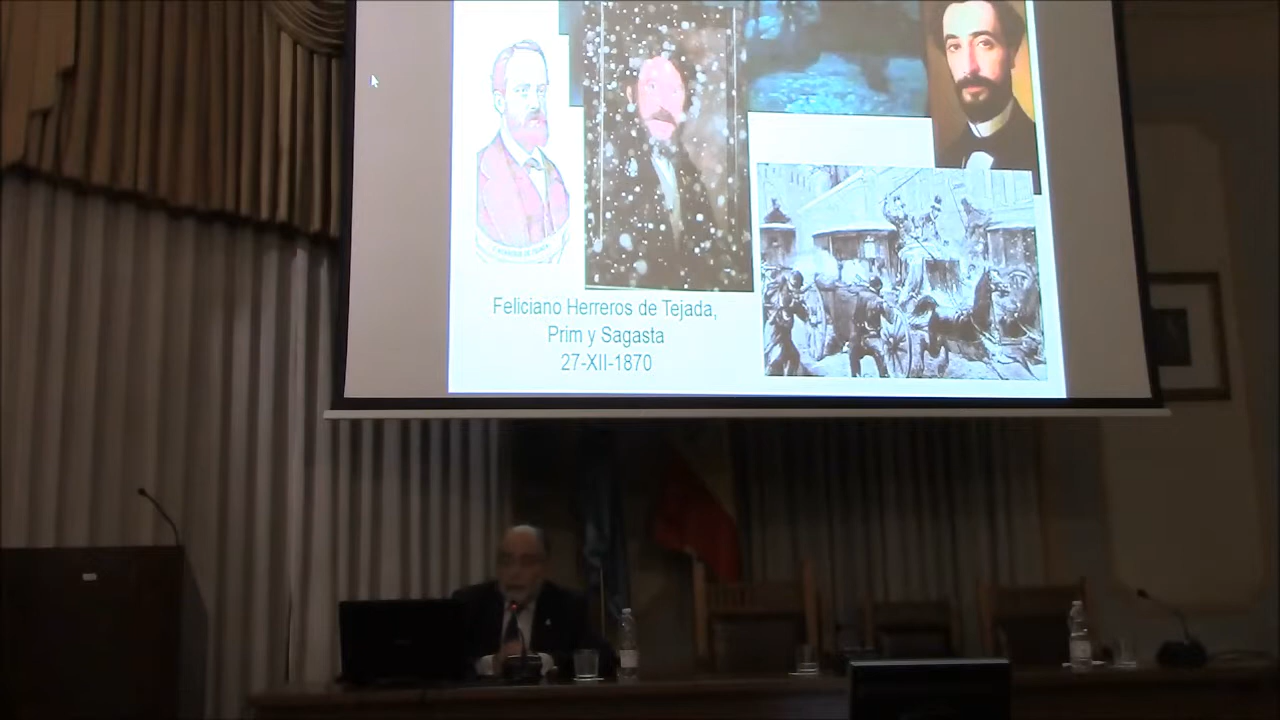 Feliciano Herreros de Tejada,
Prim y Sagasta
27-XII-1870